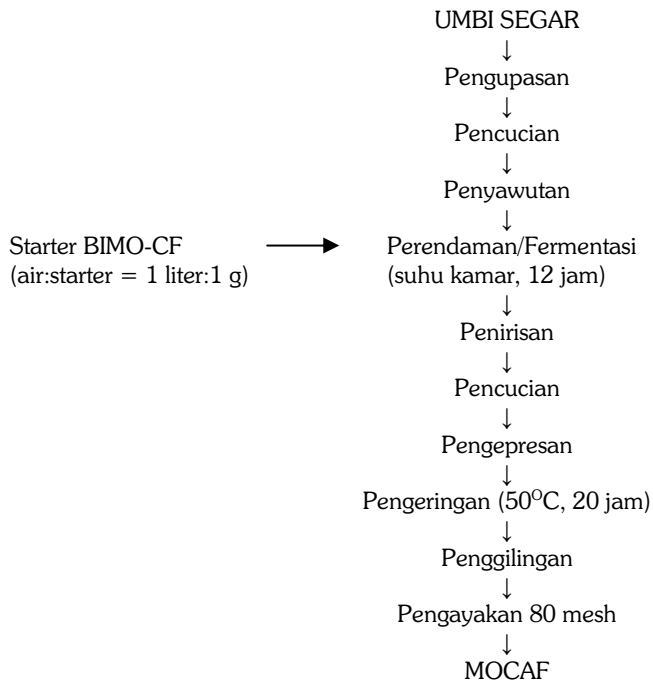 UMBI SEGAR
↓
Pengupasan
↓
Pencucian
↓
Penyawutan
↓
Starter BIMO-CF
(air:starter = 1 liter:1 g)
Perendaman/Fermentasi
(suhu kamar, 12 jam)
↓
Penirisan
↓
Pencucian
↓
Pengepresan
↓
Pengeringan (50°C, 20 jam)
↓
Penggilingan
↓
Pengayakan 80 mesh
↓
MOCAF